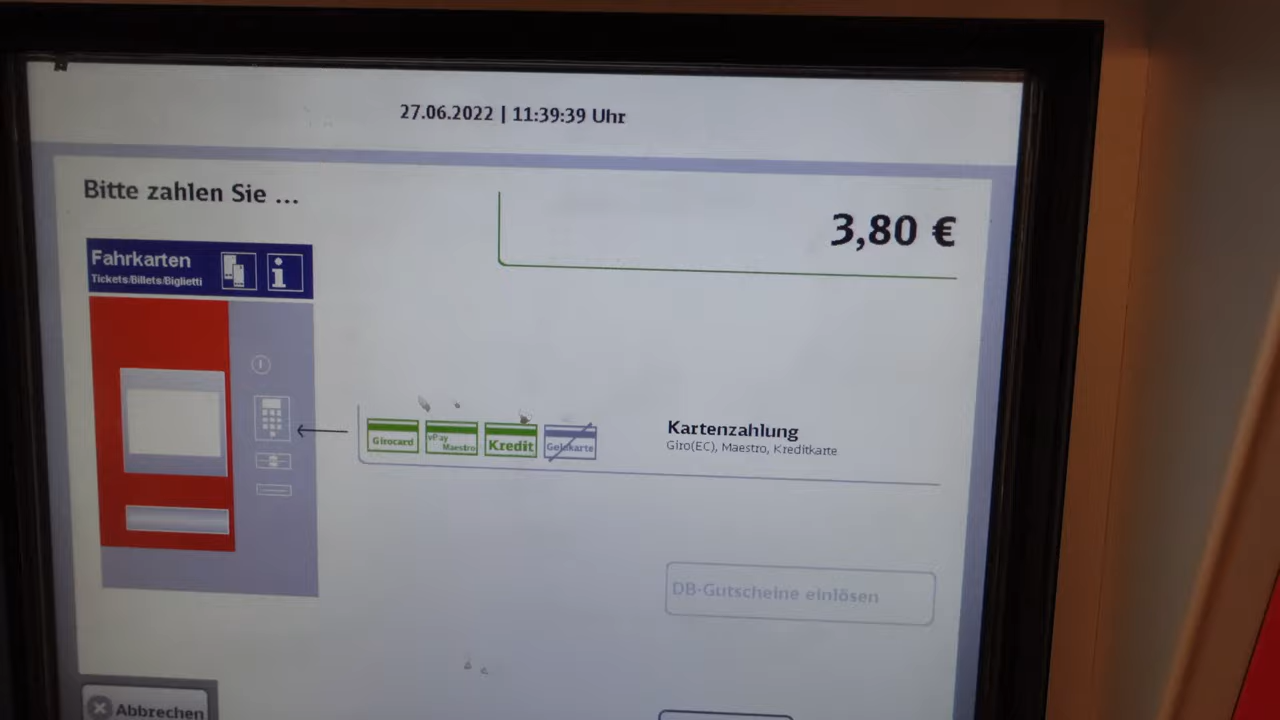 27.06.2022 | 11:39:39 Uhr
Bitte zahlen Sie ...
3,80 €
Fahrkarten
Tickets/Billets/Biglietti
Girocard
vPay
Maestro
Kredit
Geldkarte
Kartenzahlung
Giro(EC), Maestro, Kreditkarte
DB-Gutscheine einlösen
Abbrechen